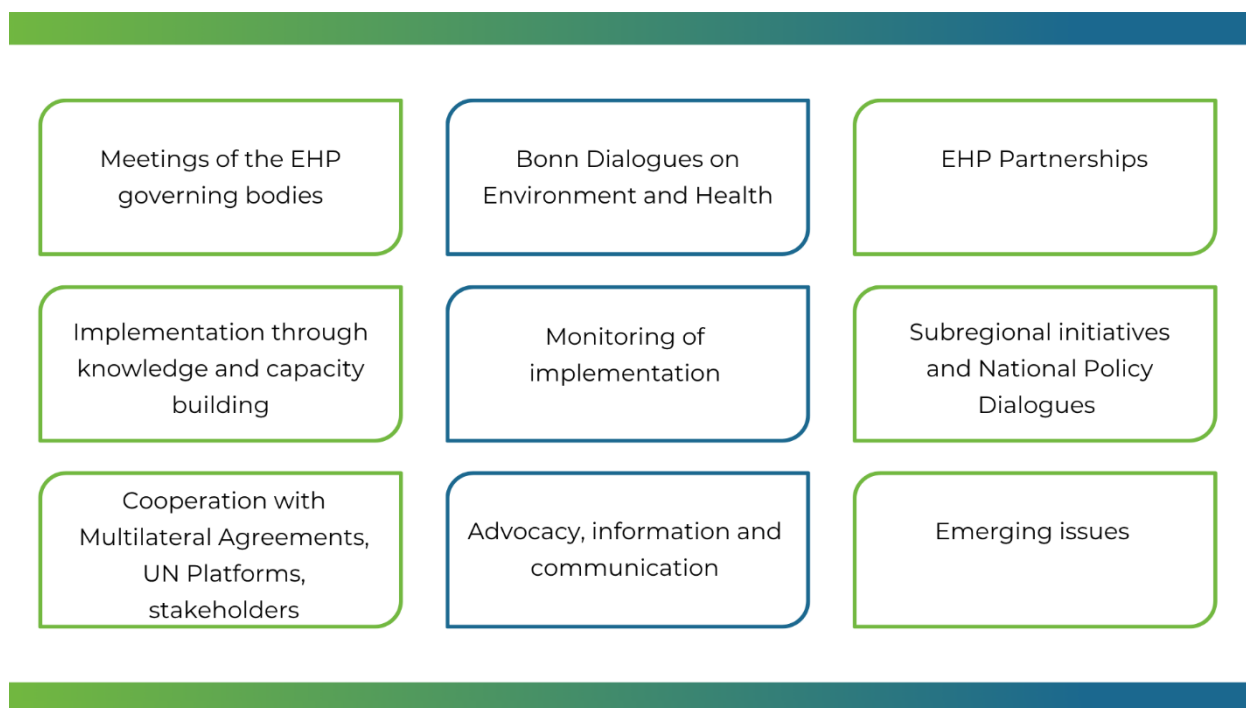 Meetings of the EHP
governing bodies
Bonn Dialogues on
Environment and Health
EHP Partnerships
Implementation through
knowledge and capacity
building
Monitoring of
implementation
Subregional initiatives
and National Policy
Dialogues
Cooperation with
Multilateral Agreements,
UN Platforms,
stakeholders
Advocacy, information and
communication
Emerging issues